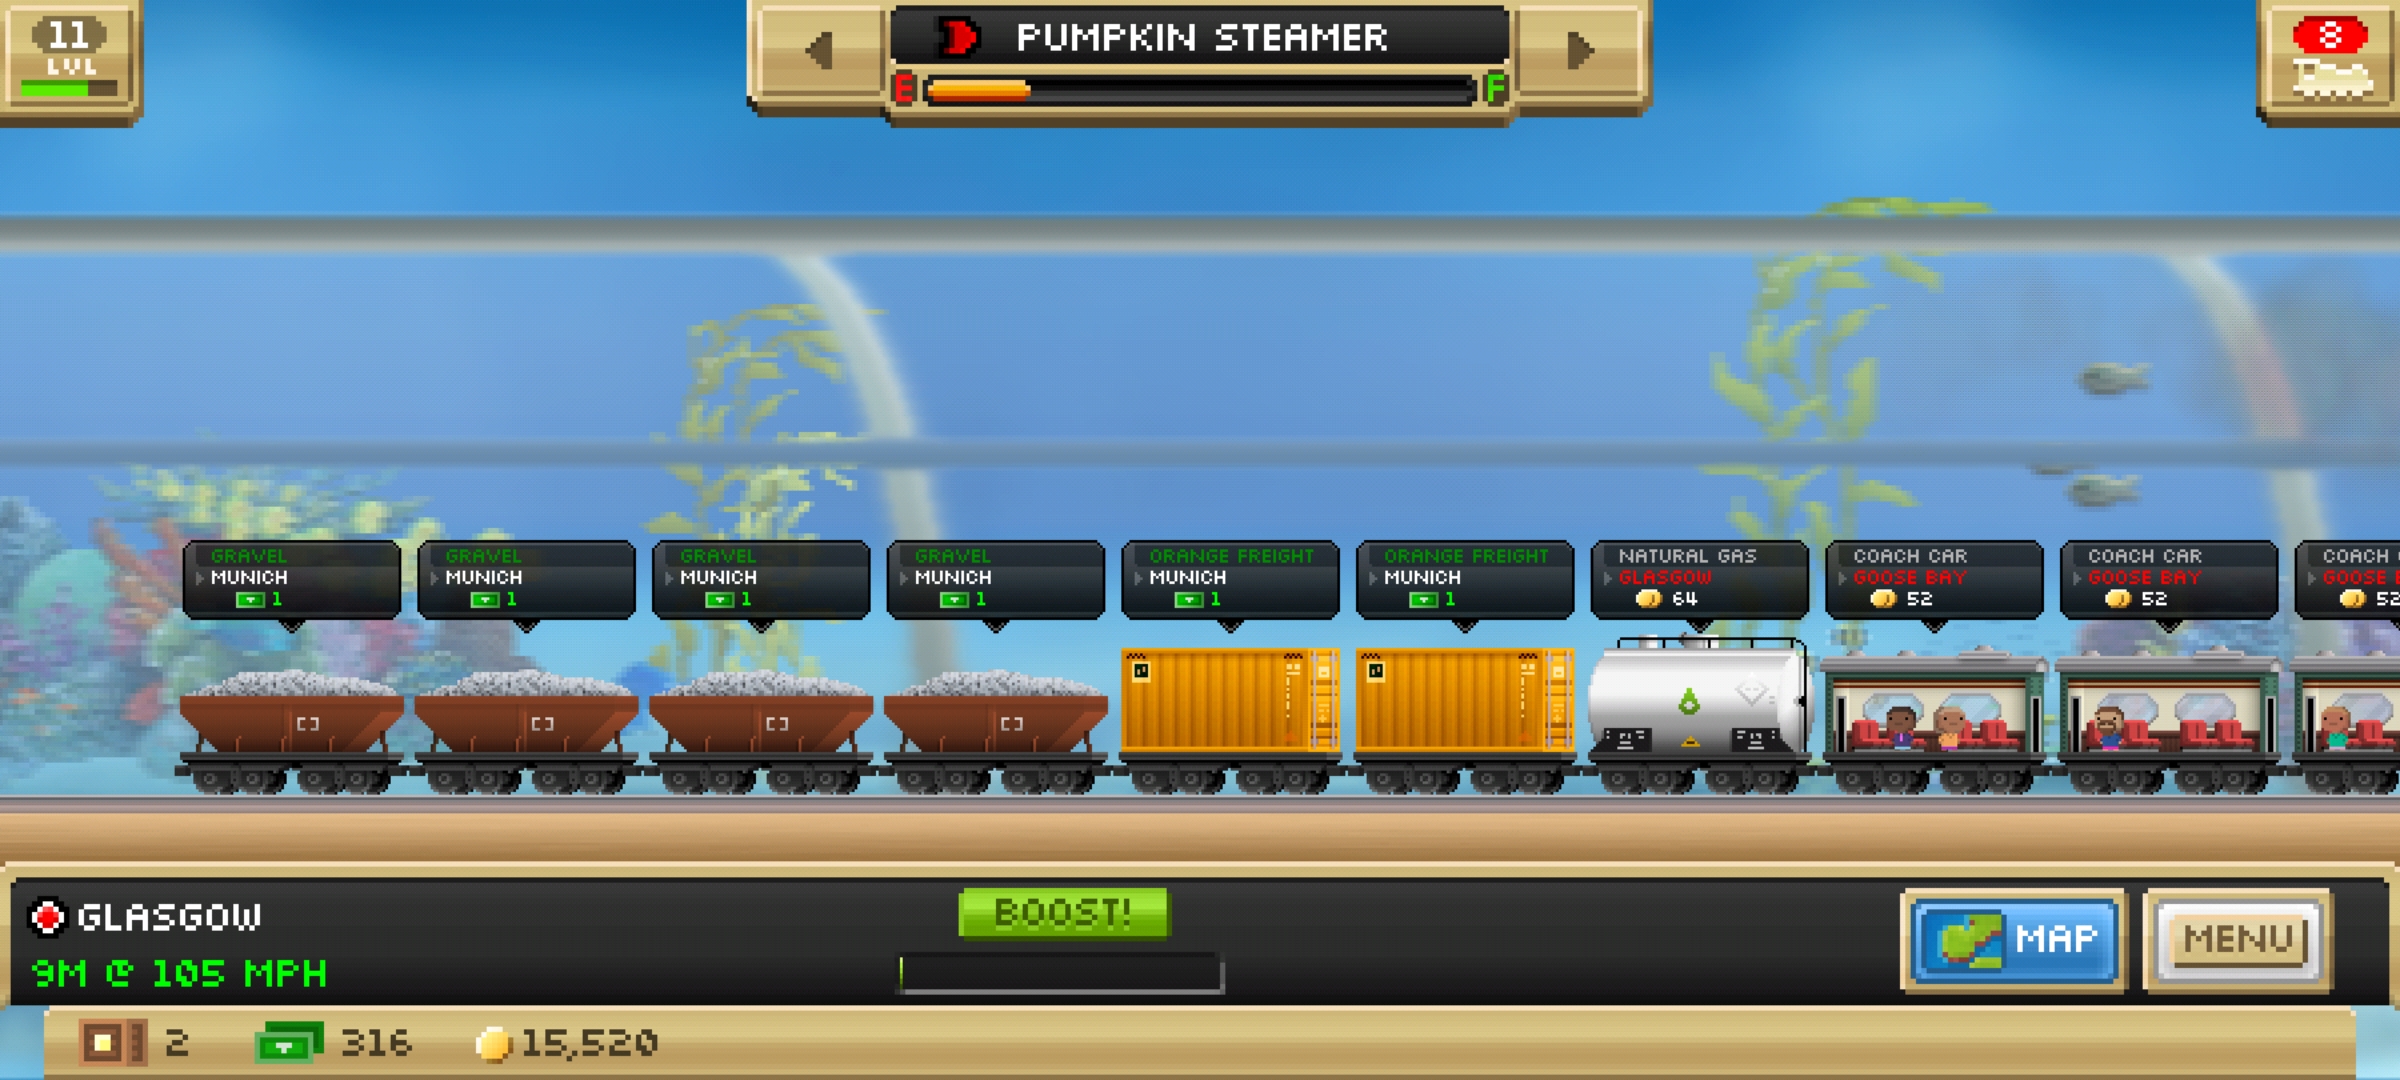 11
LVL
PUMPKIN STEAMER
E
F
8
GRAVEL
MUNICH
1
GRAVEL
MUNICH
1
GRAVEL
MUNICH
1
GRAVEL
MUNICH
1
ORANGE FREIGHT
MUNICH
1
ORANGE FREIGHT
MUNICH
1
NATURAL GAS
GLASGOW
64
COACH CAR
GOOSE BAY
52
COACH CAR
GOOSE BAY
52
COACH
GOOSE
52
GLASGOW
9M @ 105 MPH
BOOST!
MAP
MENU
2
316
15,520